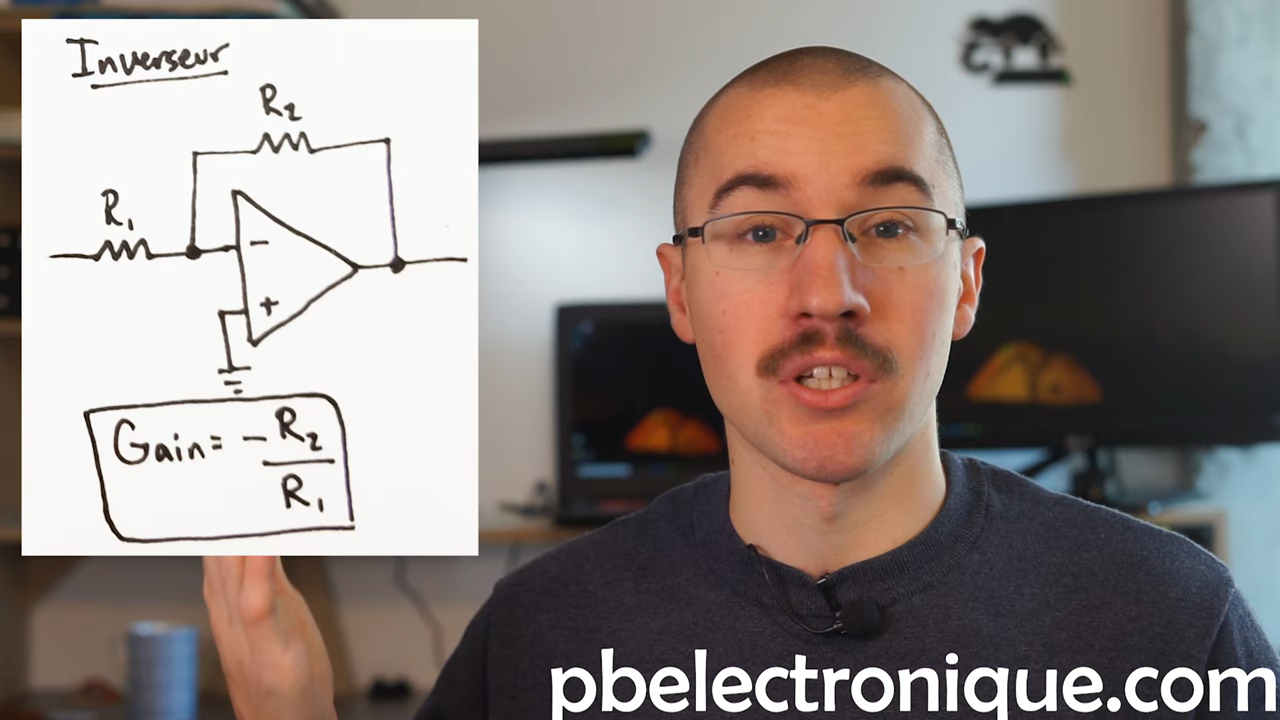 Inverseur
R₂
R₁
−
+
Gain = − R₂
R₁
pbelectronique.com